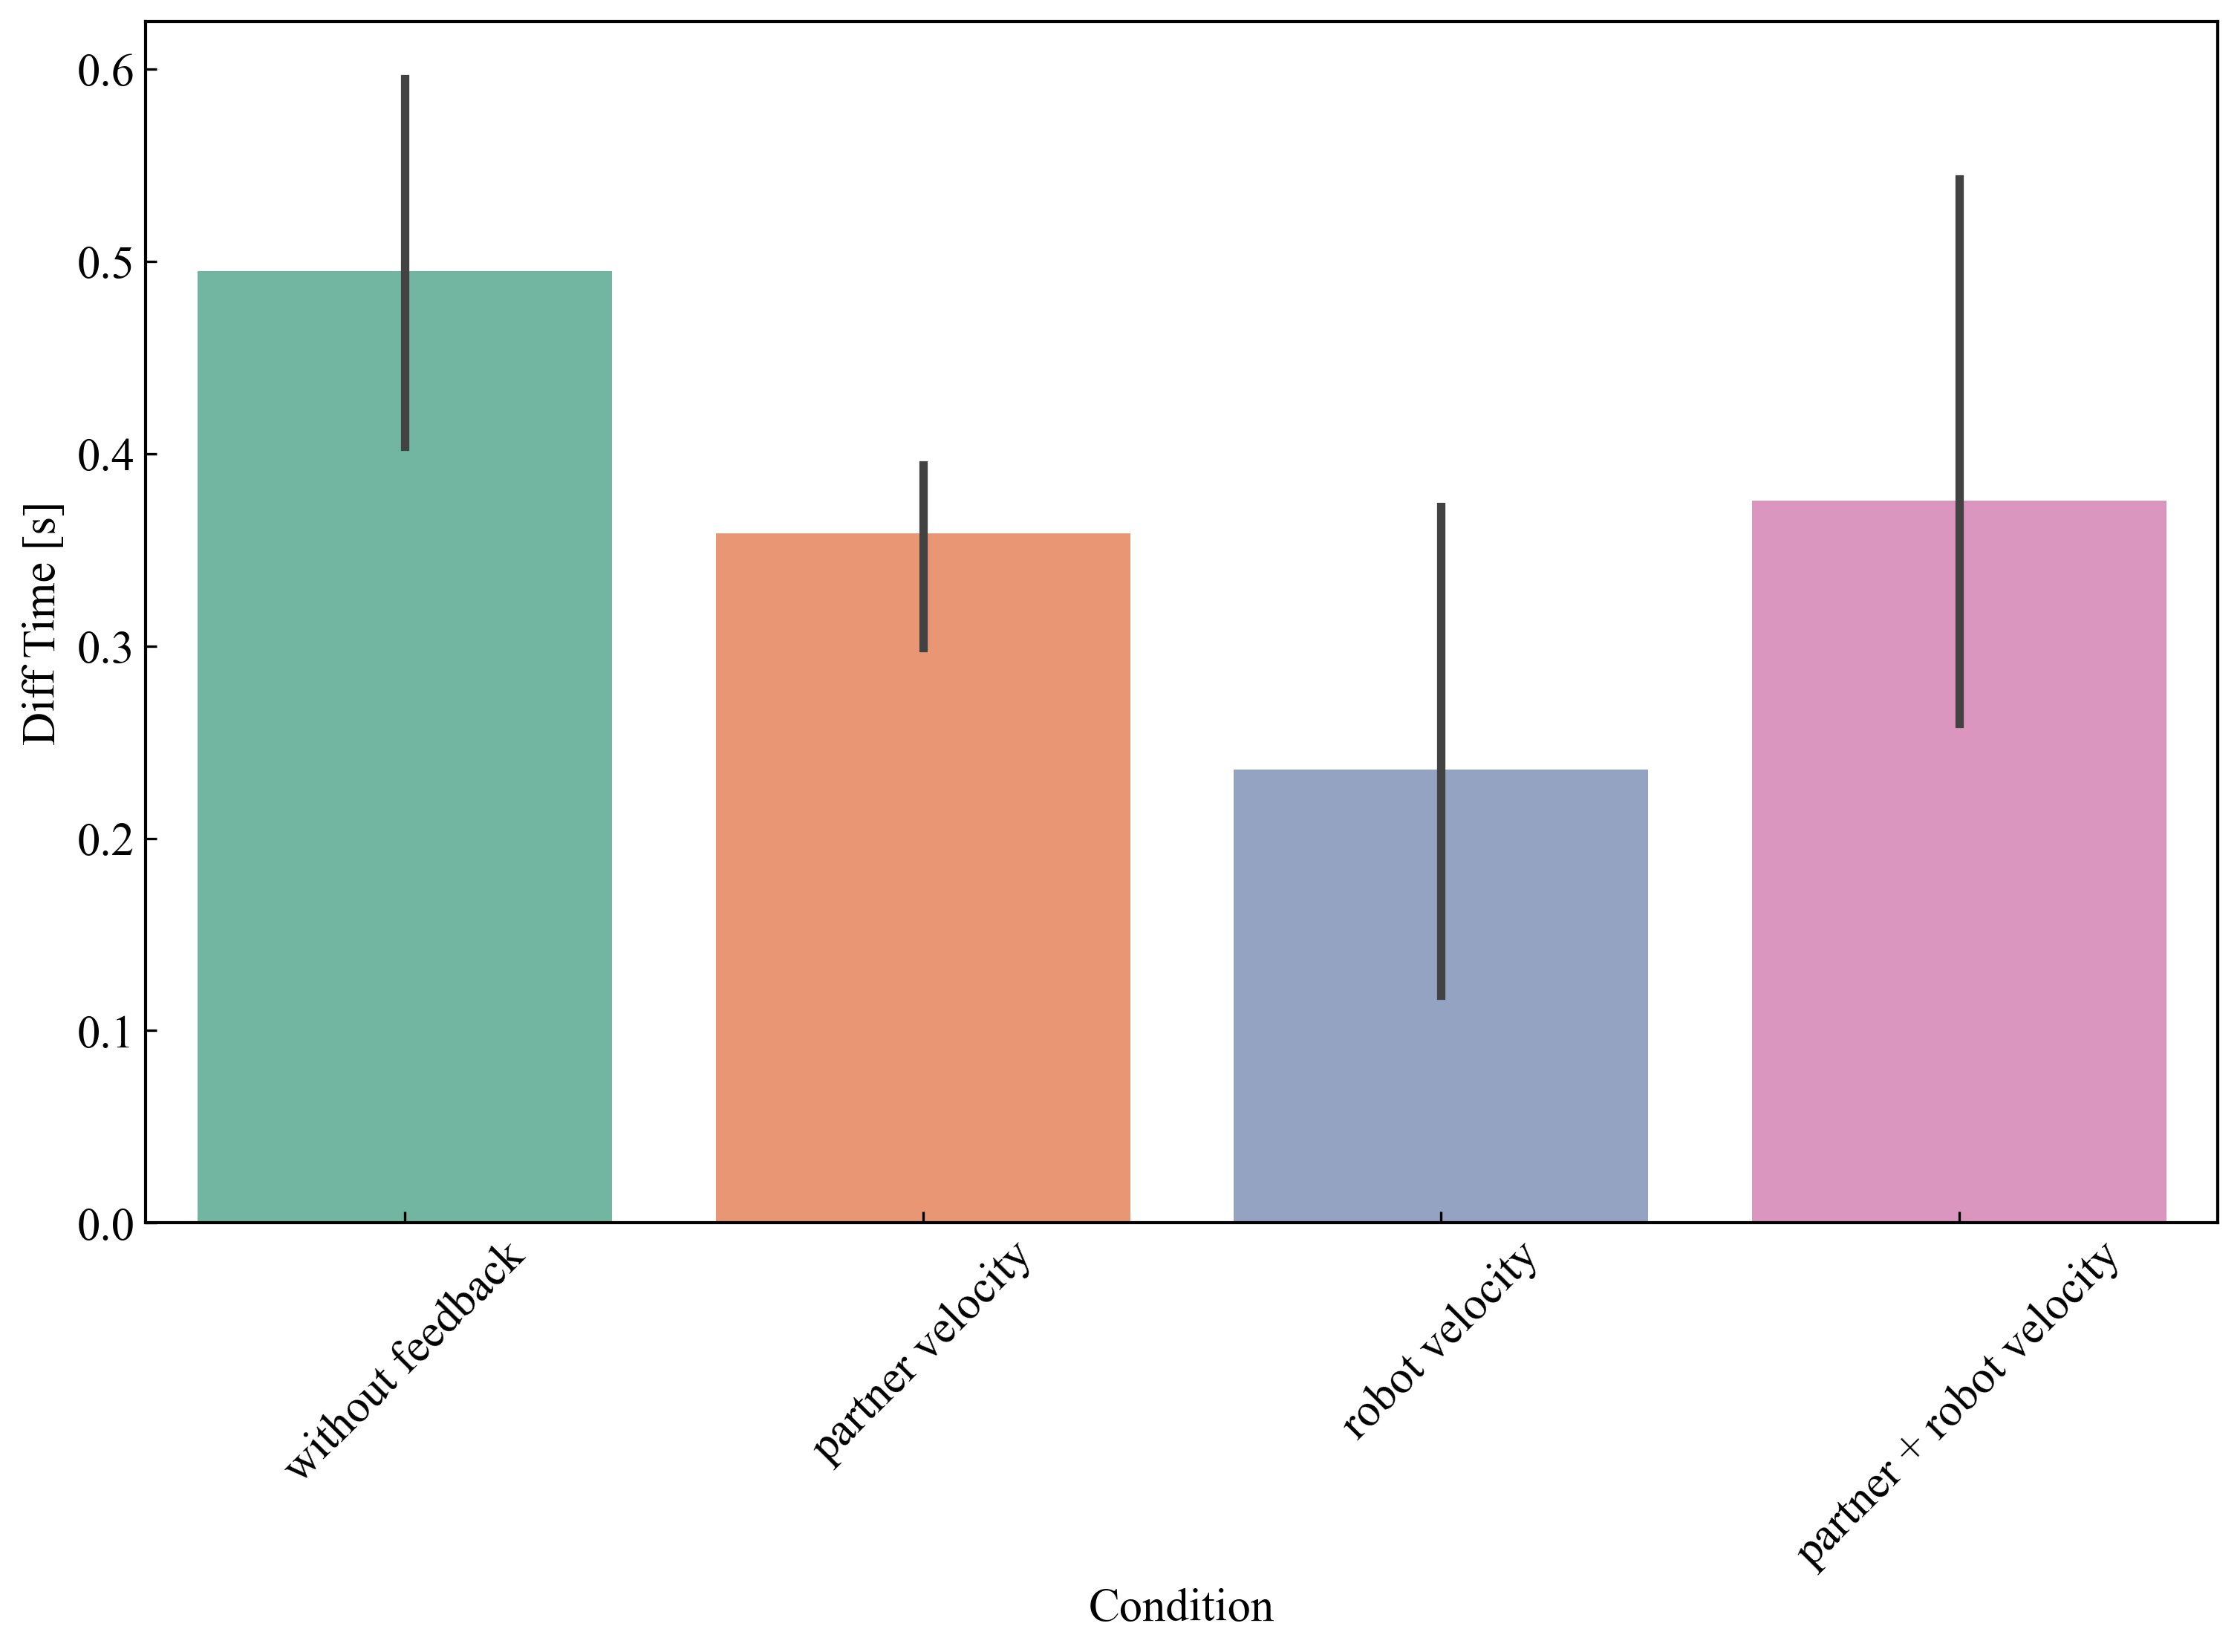 0.6
0.5
0.4
0.3
0.2
0.1
0.0
Diff Time [s]
without feedback
partner velocity
robot velocity
partner + robot velocity
Condition